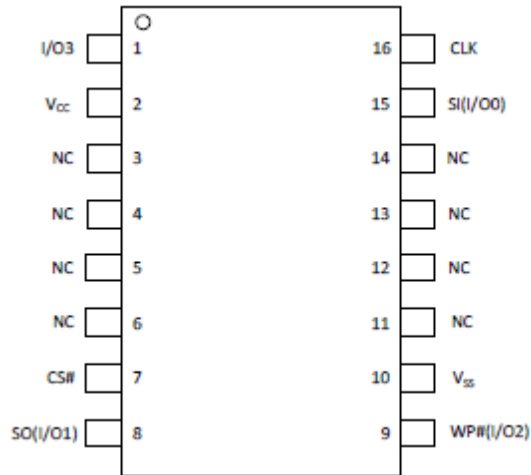 I/O3 1 16 CLK
VCC 2 15 SI(I/O0)
NC 3 14 NC
NC 4 13 NC
NC 5 12 NC
NC 6 11 NC
CS# 7 10 VSS
SO(I/O1) 8 9 WP#(I/O2)